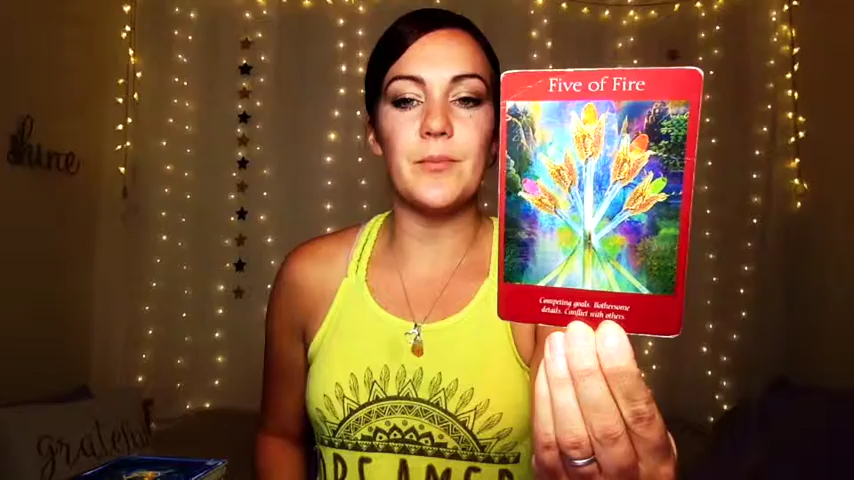 Shine
Five of Fire
Competing goals. Bothersome
details. Conflict with others.
DREAMER
Grateful